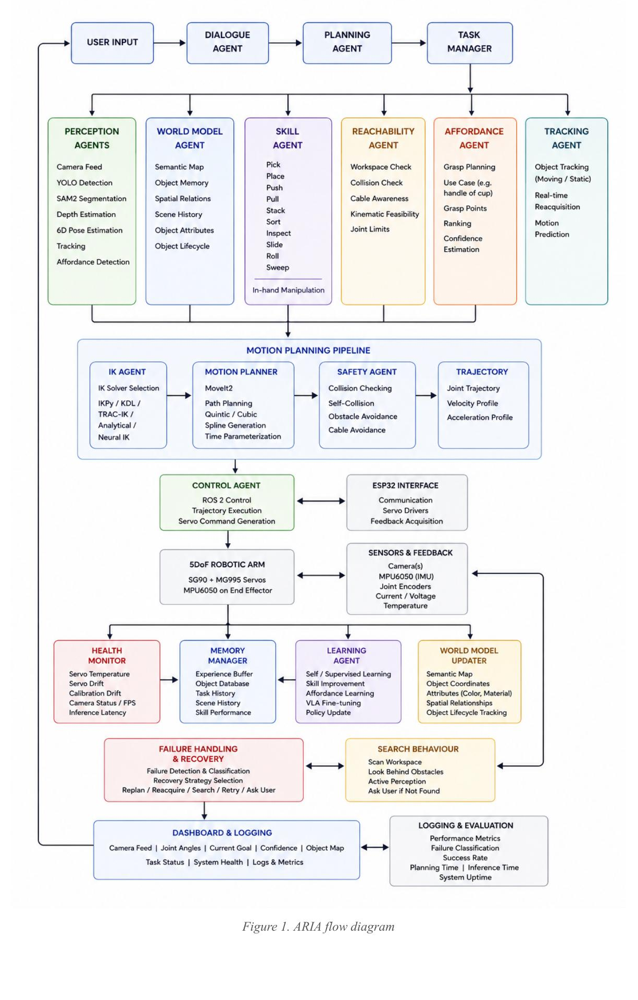 USER INPUT
DIALOGUE
AGENT
PLANNING
AGENT
TASK
MANAGER
PERCEPTION
AGENTS
Camera Feed
YOLO Detection
SAM2 Segmentation
Depth Estimation
6D Pose Estimation
Tracking
Affordance Detection
WORLD MODEL
AGENT
Semantic Map
Object Memory
Spatial Relations
Scene History
Object Attributes
Object Lifecycle
SKILL
AGENT
Pick
Place
Push
Pull
Stack
Sort
Inspect
Slide
Roll
Sweep
In-hand Manipulation
REACHABILITY
AGENT
Workspace Check
Collision Check
Cable Awareness
Kinematic Feasibility
Joint Limits
AFFORDANCE
AGENT
Grasp Planning
Use Case (e.g.
handle of cup)
Grasp Points
Ranking
Confidence
Estimation
TRACKING
AGENT
Object Tracking
(Moving / Static)
Real-time
Reacquisition
Motion
Prediction
MOTION PLANNING PIPELINE
IK AGENT
IK Solver Selection
IKPy / KDL /
TRAC-IK /
Analytical /
Neural IK
MOTION PLANNER
MoveIt2
Path Planning
Quintic / Cubic
Spline Generation
Time Parameterization
SAFETY AGENT
Collision Checking
Self-Collision
Obstacle Avoidance
Cable Avoidance
TRAJECTORY
Joint Trajectory
Velocity Profile
Acceleration Profile
CONTROL AGENT
ROS 2 Control
Trajectory Execution
Servo Command Generation
ESP32 INTERFACE
Communication
Servo Drivers
Feedback Acquisition
5DoF ROBOTIC ARM
SG90 + MG995 Servos
MPU6050 on End Effector
SENSORS & FEEDBACK
Camera(s)
MPU6050 (IMU)
Joint Encoders
Current / Voltage
Temperature
HEALTH
MONITOR
Servo Temperature
Servo Drift
Calibration Drift
Camera Status / FPS
Inference Latency
MEMORY
MANAGER
Experience Buffer
Object Database
Task History
Scene History
Skill Performance
LEARNING
AGENT
Self / Supervised Learning
Skill Improvement
Affordance Learning
VLA Fine-tuning
Policy Update
WORLD MODEL
UPDATER
Semantic Map
Object Coordinates
Attributes (Color, Material)
Spatial Relationships
Object Lifecycle Tracking
FAILURE HANDLING
& RECOVERY
Failure Detection & Classification
Recovery Strategy Selection
Replan / Reacquire / Search / Retry / Ask User
SEARCH BEHAVIOUR
Scan Workspace
Look Behind Obstacles
Active Perception
Ask User if Not Found
DASHBOARD & LOGGING
Camera Feed | Joint Angles | Current Goal | Confidence | Object Map
Task Status | System Health | Logs & Metrics
LOGGING & EVALUATION
Performance Metrics
Failure Classification
Success Rate
Planning Time | Inference Time
System Uptime
Figure 1. ARIA flow diagram